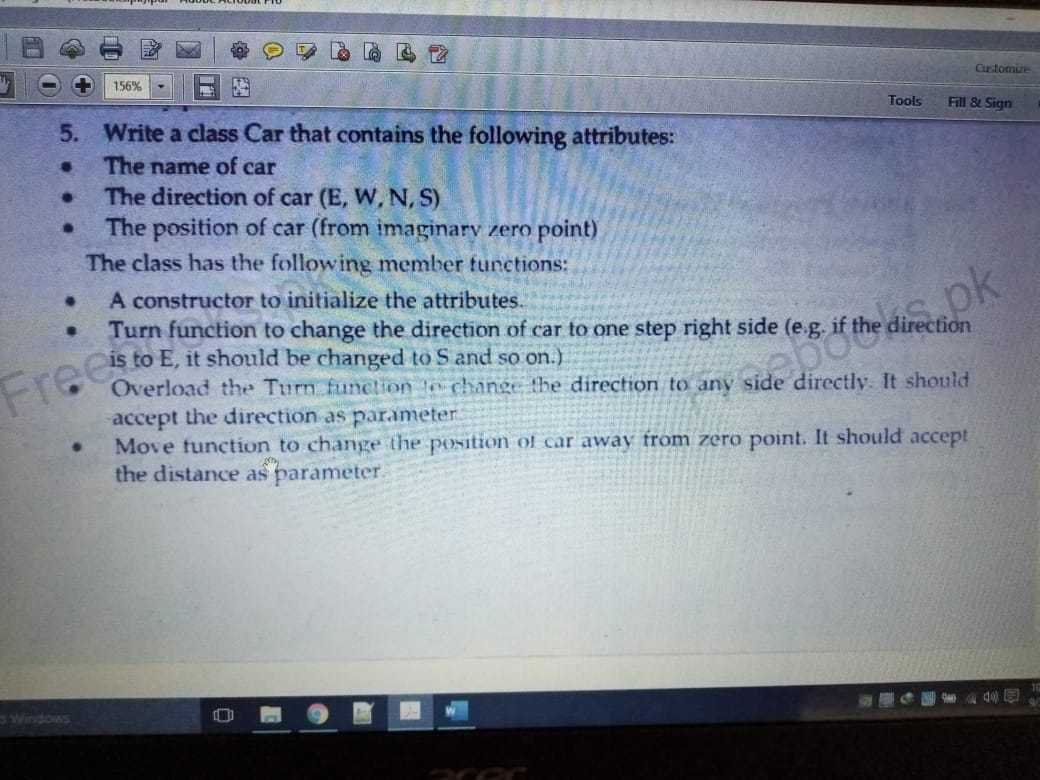 Customize
156%
Tools Fill & Sign
5. Write a class Car that contains the following attributes:
• The name of car
• The direction of car (E, W, N, S)
• The position of car (from imaginary zero point)
The class has the following member functions:
• A constructor to initialize the attributes.
• Turn function to change the direction of car to one step right side (e.g. if the direction
is to E, it should be changed to S and so on.)
• Overload the Turn function to change the direction to any side directly. It should
accept the direction as parameter
• Move function to change the position of car away from zero point. It should accept
the distance as parameter.
Windows
acer